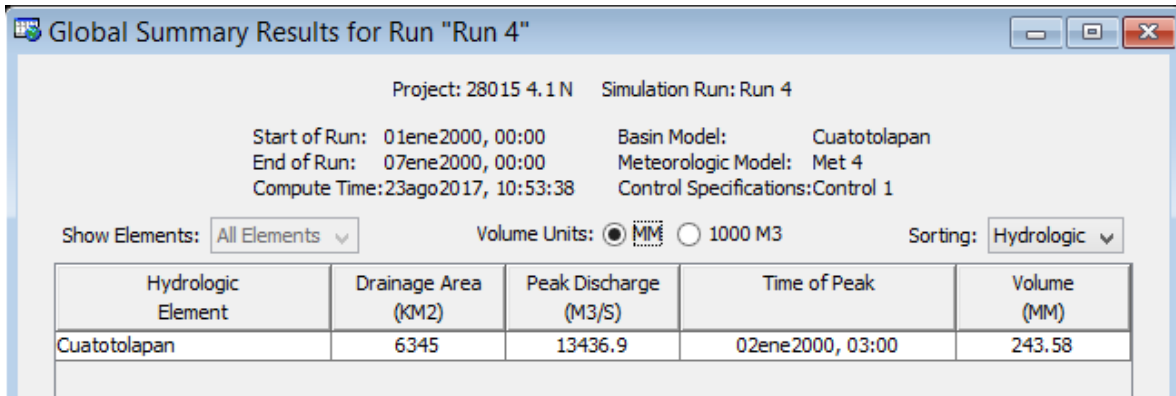 Global Summary Results for Run "Run 4"
Project: 28015 4.1 N Simulation Run: Run 4
Start of Run: 01ene2000, 00:00 Basin Model: Cuatotolapan
End of Run: 07ene2000, 00:00 Meteorologic Model: Met 4
Compute Time:23ago2017, 10:53:38 Control Specifications:Control 1
Show Elements: All Elements Volume Units: MM 1000 M3 Sorting: Hydrologic
Hydrologic Drainage Area Peak Discharge Time of Peak Volume
Element (KM2) (M3/S) (MM)
Cuatotolapan 6345 13436.9 02ene2000, 03:00 243.58